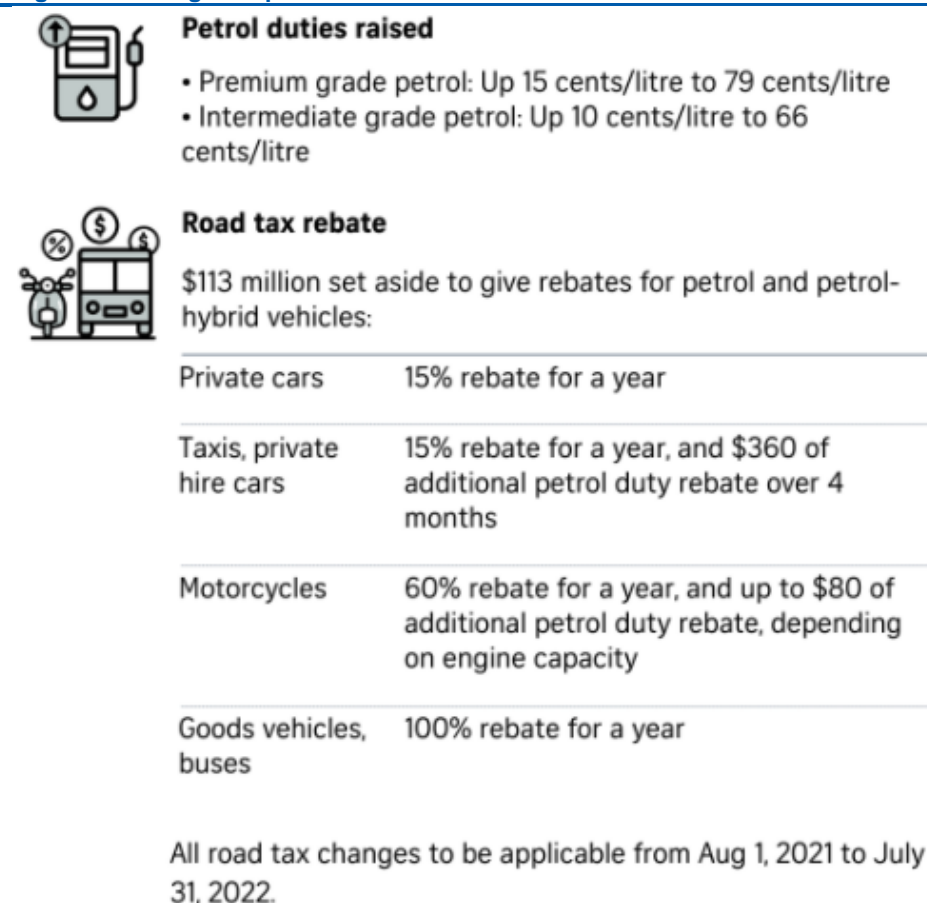 Petrol duties raised
• Premium grade petrol: Up 15 cents/litre to 79 cents/litre
• Intermediate grade petrol: Up 10 cents/litre to 66
cents/litre
Road tax rebate
$113 million set aside to give rebates for petrol and petrol-
hybrid vehicles:
Private cars 15% rebate for a year
Taxis, private 15% rebate for a year, and $360 of
hire cars additional petrol duty rebate over 4
months
Motorcycles 60% rebate for a year, and up to $80 of
additional petrol duty rebate, depending
on engine capacity
Goods vehicles, 100% rebate for a year
buses
All road tax changes to be applicable from Aug 1, 2021 to July
31, 2022.